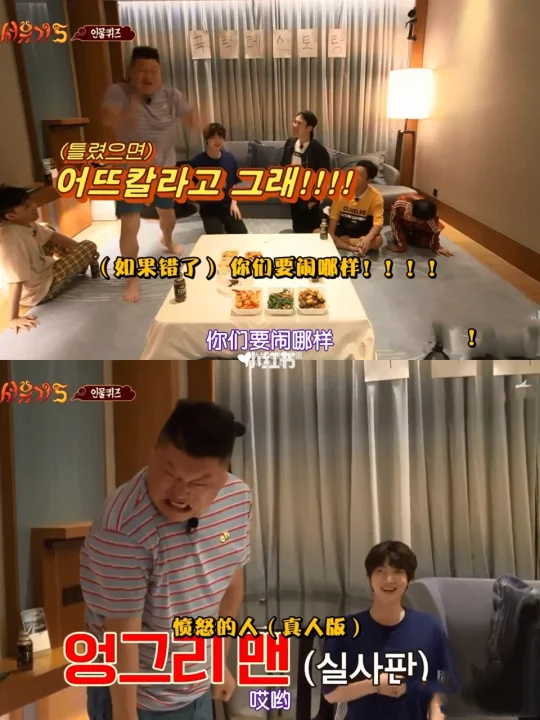 신서유기5
인물퀴즈
(틀렸으면)
어뜨칼라고 그래!!!!
（如果错了）你们要闹哪样！！！！
你们要闹哪样 ！
小红书
신서유기5
인물퀴즈
愤怒的人（真人版）
엉그리 맨 (실사판)
哎哟